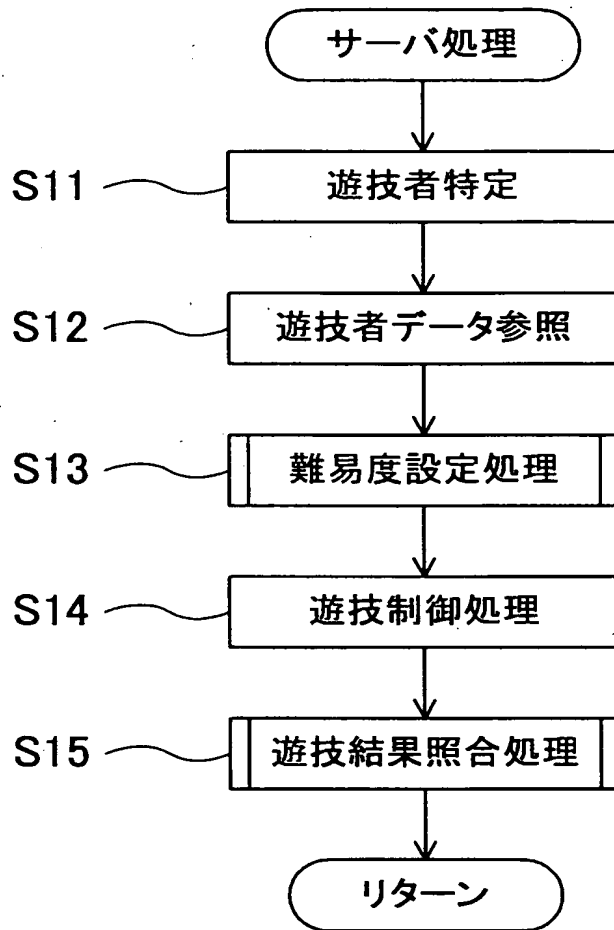 サーバ処理
S11 遊技者特定
S12 遊技者データ参照
S13 難易度設定処理
S14 遊技制御処理
S15 遊技結果照合処理
リターン